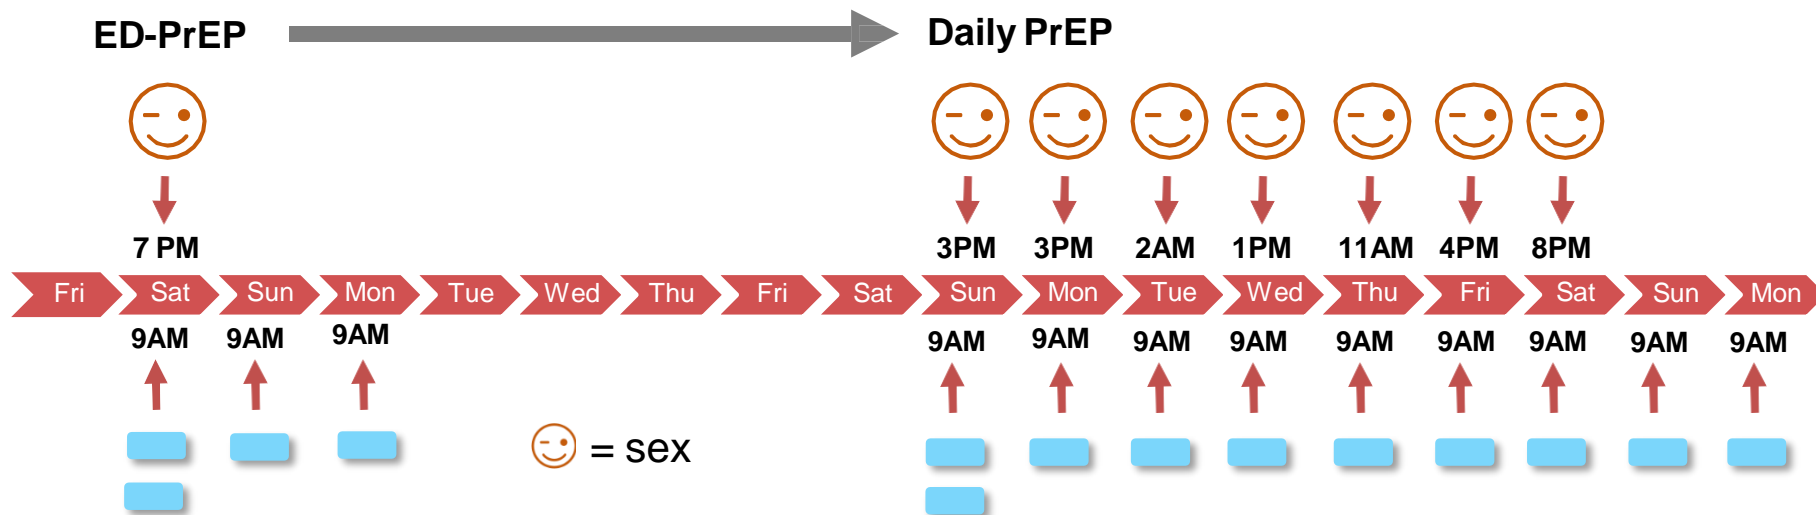 ED-PrEP Daily PrEP
7 PM 3PM 3PM 2AM 1PM 11AM 4PM 8PM
Fri Sat Sun Mon Tue Wed Thu Fri Sat Sun Mon Tue Wed Thu Fri Sat Sun Mon
9AM 9AM 9AM 9AM 9AM 9AM 9AM 9AM 9AM 9AM 9AM 9AM
= sex